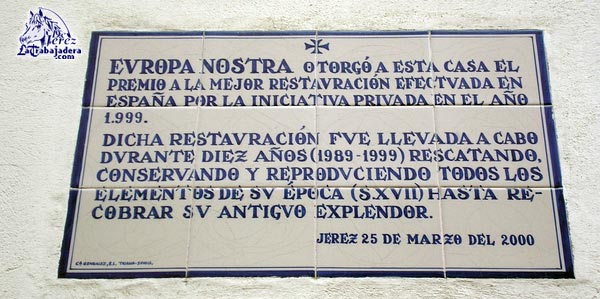 Jerez
LaTrabajadera
.com
EVROPA NOSTRA OTORGÓ A ESTA CASA EL
PREMIO A LA MEJOR RESTAVRACIÓN EFECTVADA EN
ESPAÑA POR LA INICIATIVA PRIVADA EN EL AÑO
1.999.
DICHA RESTAVRACIÓN FVE LLEVADA A CABO
DVRANTE DIEZ AÑOS (1989-1999) RESCATANDO,
CONSERVANDO Y REPRODVCIENDO TODOS LOS
ELEMENTOS DE SV ÉPOCA (S.XVII) HASTA RE-
COBRAR SV ANTIGVO EXPLENDOR.
JEREZ 25 DE MARZO DEL 2000